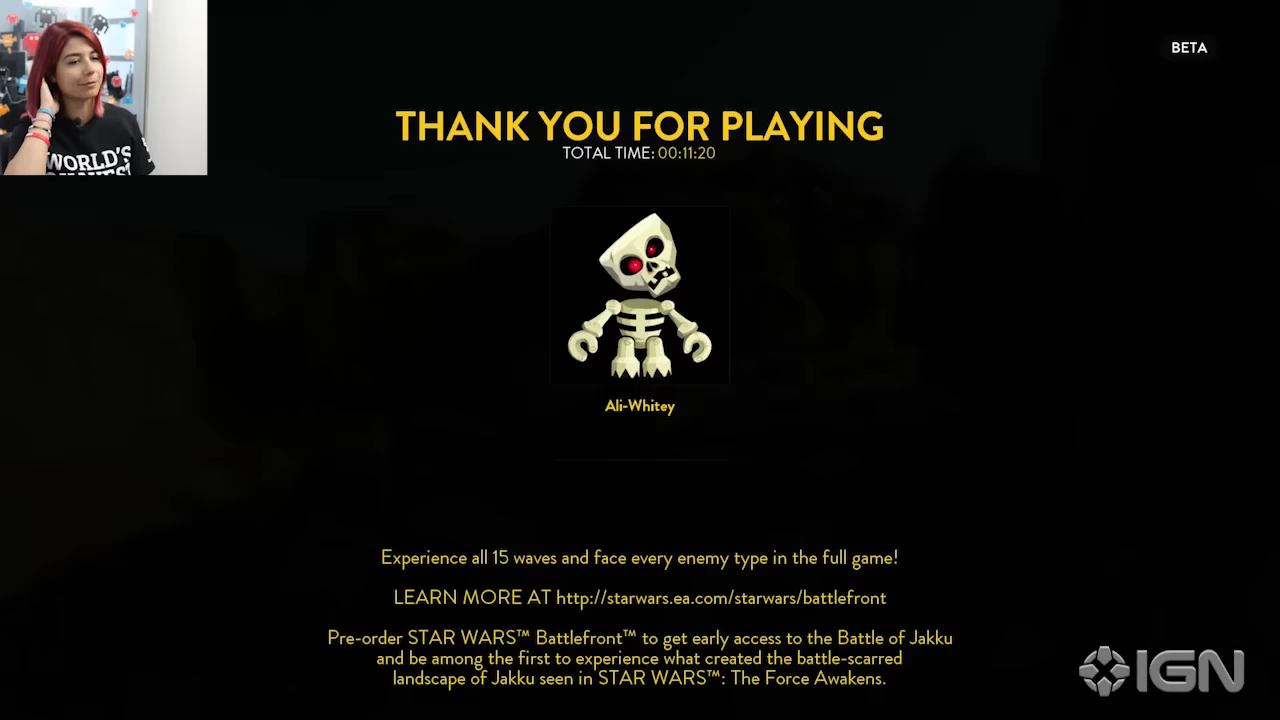 BETA
THANK YOU FOR PLAYING
TOTAL TIME: 00:11:20
WORLD'S
Ali-Whitey
Experience all 15 waves and face every enemy type in the full game!
LEARN MORE AT http://starwars.ea.com/starwars/battlefront
Pre-order STAR WARS™ Battlefront™ to get early access to the Battle of Jakku
and be among the first to experience what created the battle-scarred
landscape of Jakku seen in STAR WARS™: The Force Awakens.
IGN